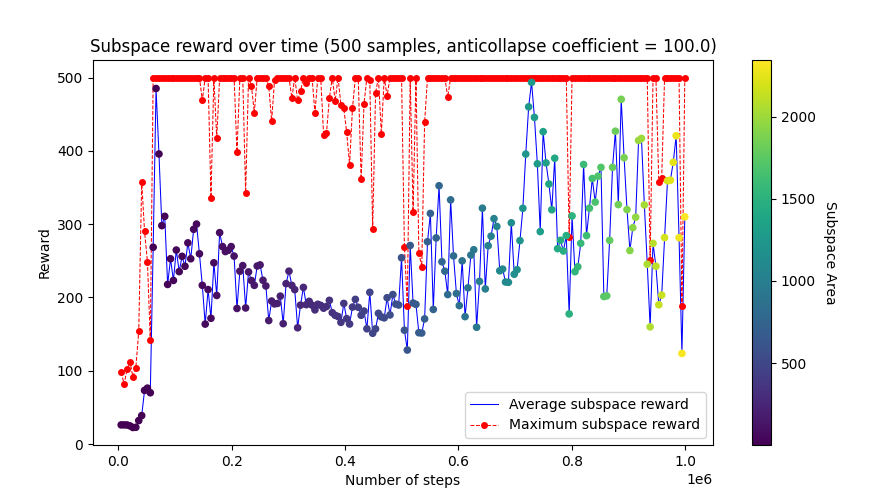 Subspace reward over time (500 samples, anticollapse coefficient = 100.0)
Reward
500
400
300
200
100
0
0.0
0.2
0.4
0.6
0.8
1.0
1e6
Number of steps
Average subspace reward
Maximum subspace reward
2000
1500
1000
500
Subspace Area